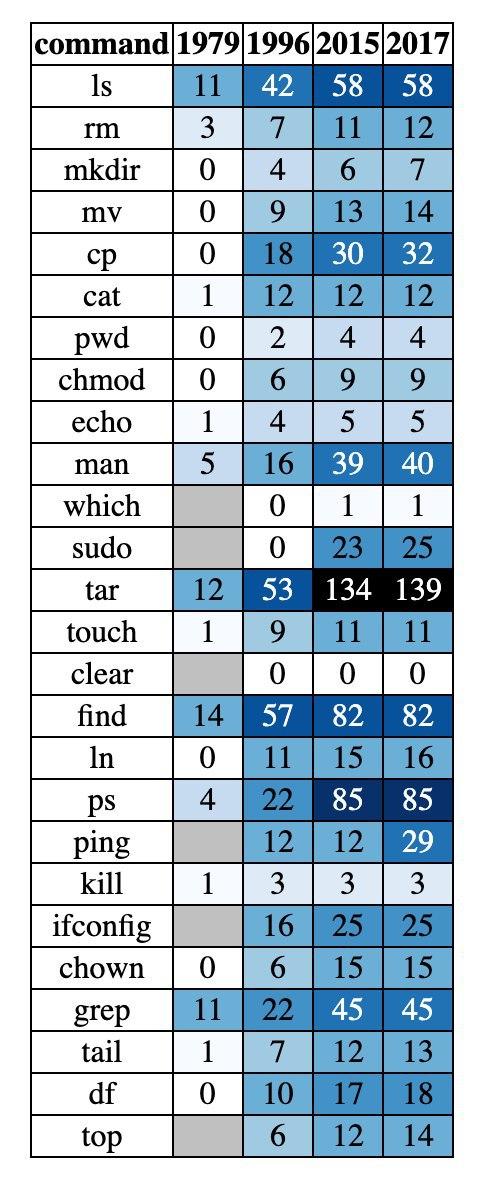 command 1979 1996 2015 2017
ls 11 42 58 58
rm 3 7 11 12
mkdir 0 4 6 7
mv 0 9 13 14
cp 0 18 30 32
cat 1 12 12 12
pwd 0 2 4 4
chmod 0 6 9 9
echo 1 4 5 5
man 5 16 39 40
which 0 1 1
sudo 0 23 25
tar 12 53 134 139
touch 1 9 11 11
clear 0 0 0
find 14 57 82 82
ln 0 11 15 16
ps 4 22 85 85
ping 12 12 29
kill 1 3 3 3
ifconfig 16 25 25
chown 0 6 15 15
grep 11 22 45 45
tail 1 7 12 13
df 0 10 17 18
top 6 12 14